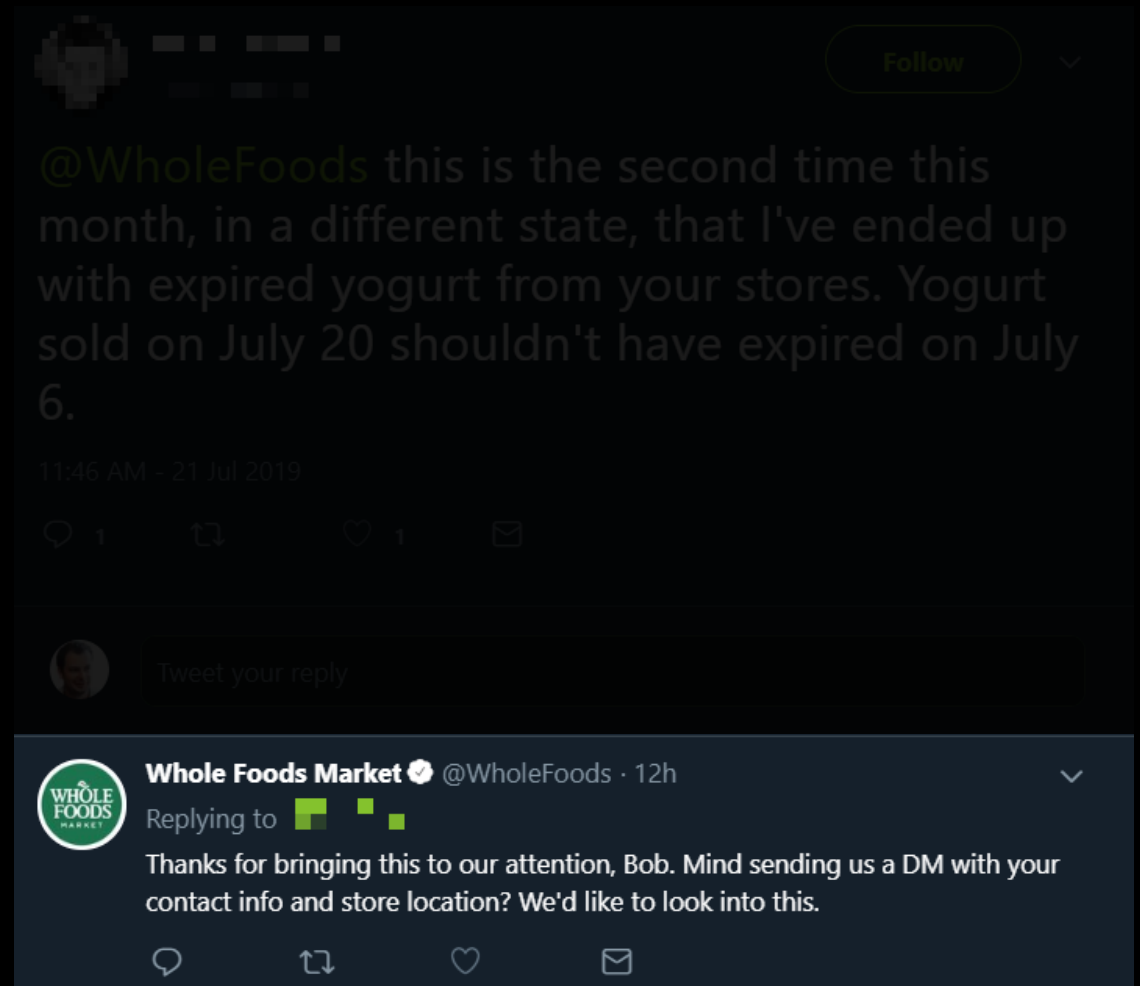 Follow
@WholeFoods this is the second time this
month, in a different state, that I've ended up
with expired yogurt from your stores. Yogurt
sold on July 20 shouldn't have expired on July
6.
11:46 AM - 21 Jul 2019
1 1
Tweet your reply
WHOLE
FOODS
MARKET
Whole Foods Market @WholeFoods · 12h
Replying to
Thanks for bringing this to our attention, Bob. Mind sending us a DM with your
contact info and store location? We'd like to look into this.